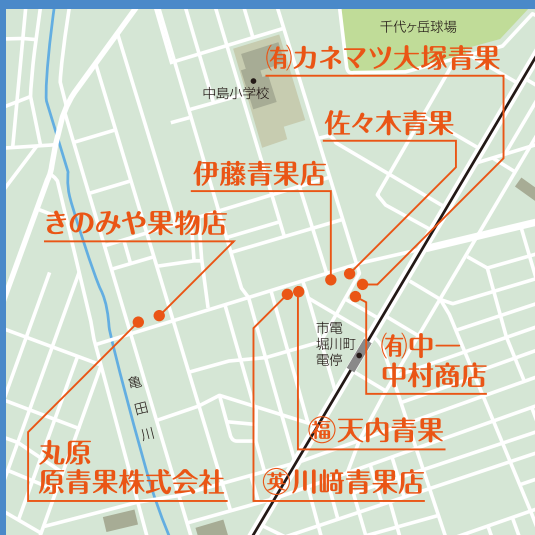 千代ヶ岳球場
㈲カネマツ大塚青果
中島小学校
佐々木青果
伊藤青果店
きのみや果物店
市電
堀川町
電停
㈲中一
中村商店
亀田川
㊕天内青果
丸原
原青果株式会社
英川﨑青果店